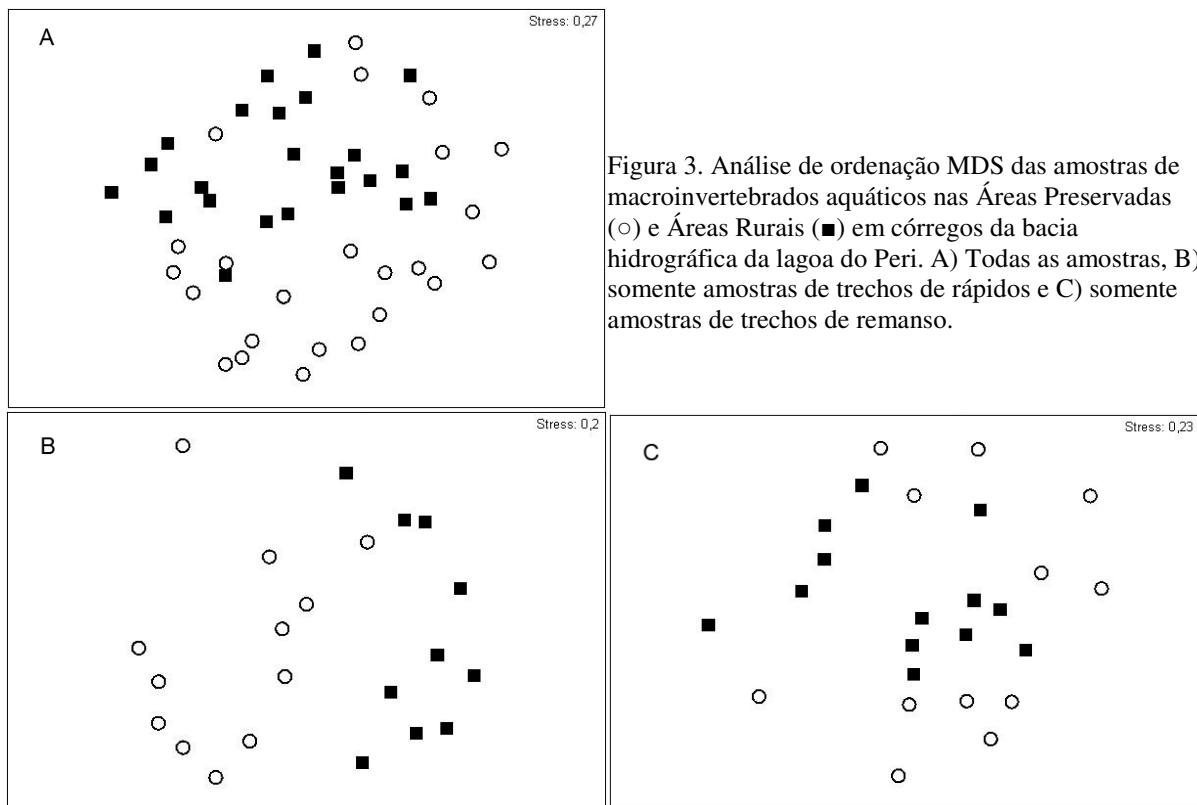 A
Stress: 0,27
Figura 3. Análise de ordenação MDS das amostras de
macroinvertebrados aquáticos nas Áreas Preservadas
(○) e Áreas Rurais (■) em córregos da bacia
hidrográfica da lagoa do Peri. A) Todas as amostras, B)
somente amostras de trechos de rápidos e C) somente
amostras de trechos de remanso.
B
Stress: 0,2
C
Stress: 0,23